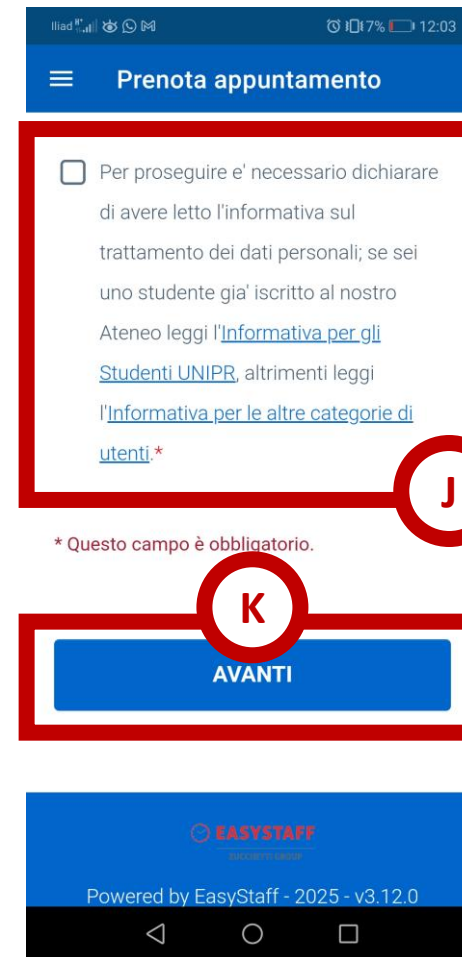 Iliad 7% 12:03
Prenota appuntamento
Per proseguire e' necessario dichiarare
di avere letto l'informativa sul
trattamento dei dati personali; se sei
uno studente gia' iscritto al nostro
Ateneo leggi l'Informativa per gli
Studenti UNIPR, altrimenti leggi
l'Informativa per le altre categorie di
utenti.*
J
* Questo campo è obbligatorio.
K
AVANTI
EASYSTAFF
ZUCCHETTI GROUP
Powered by EasyStaff - 2025 - v3.12.0